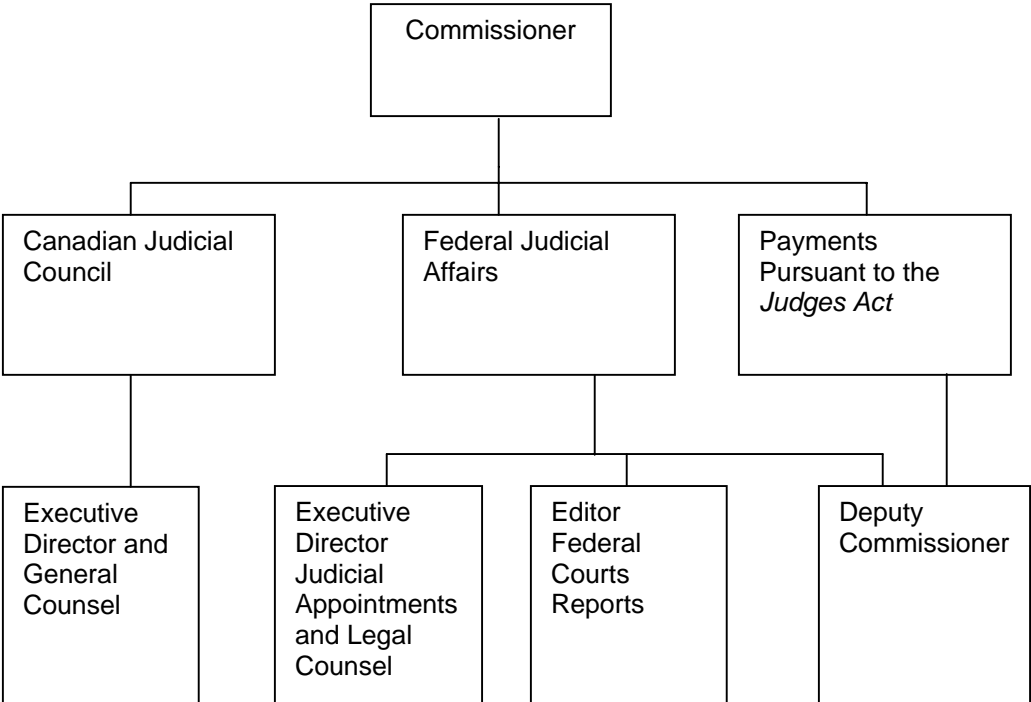 Commissioner
Canadian Judicial
Council
Federal Judicial
Affairs
Payments
Pursuant to the
Judges Act
Executive
Director and
General
Counsel
Executive
Director
Judicial
Appointments
and Legal
Counsel
Editor
Federal
Courts
Reports
Deputy
Commissioner